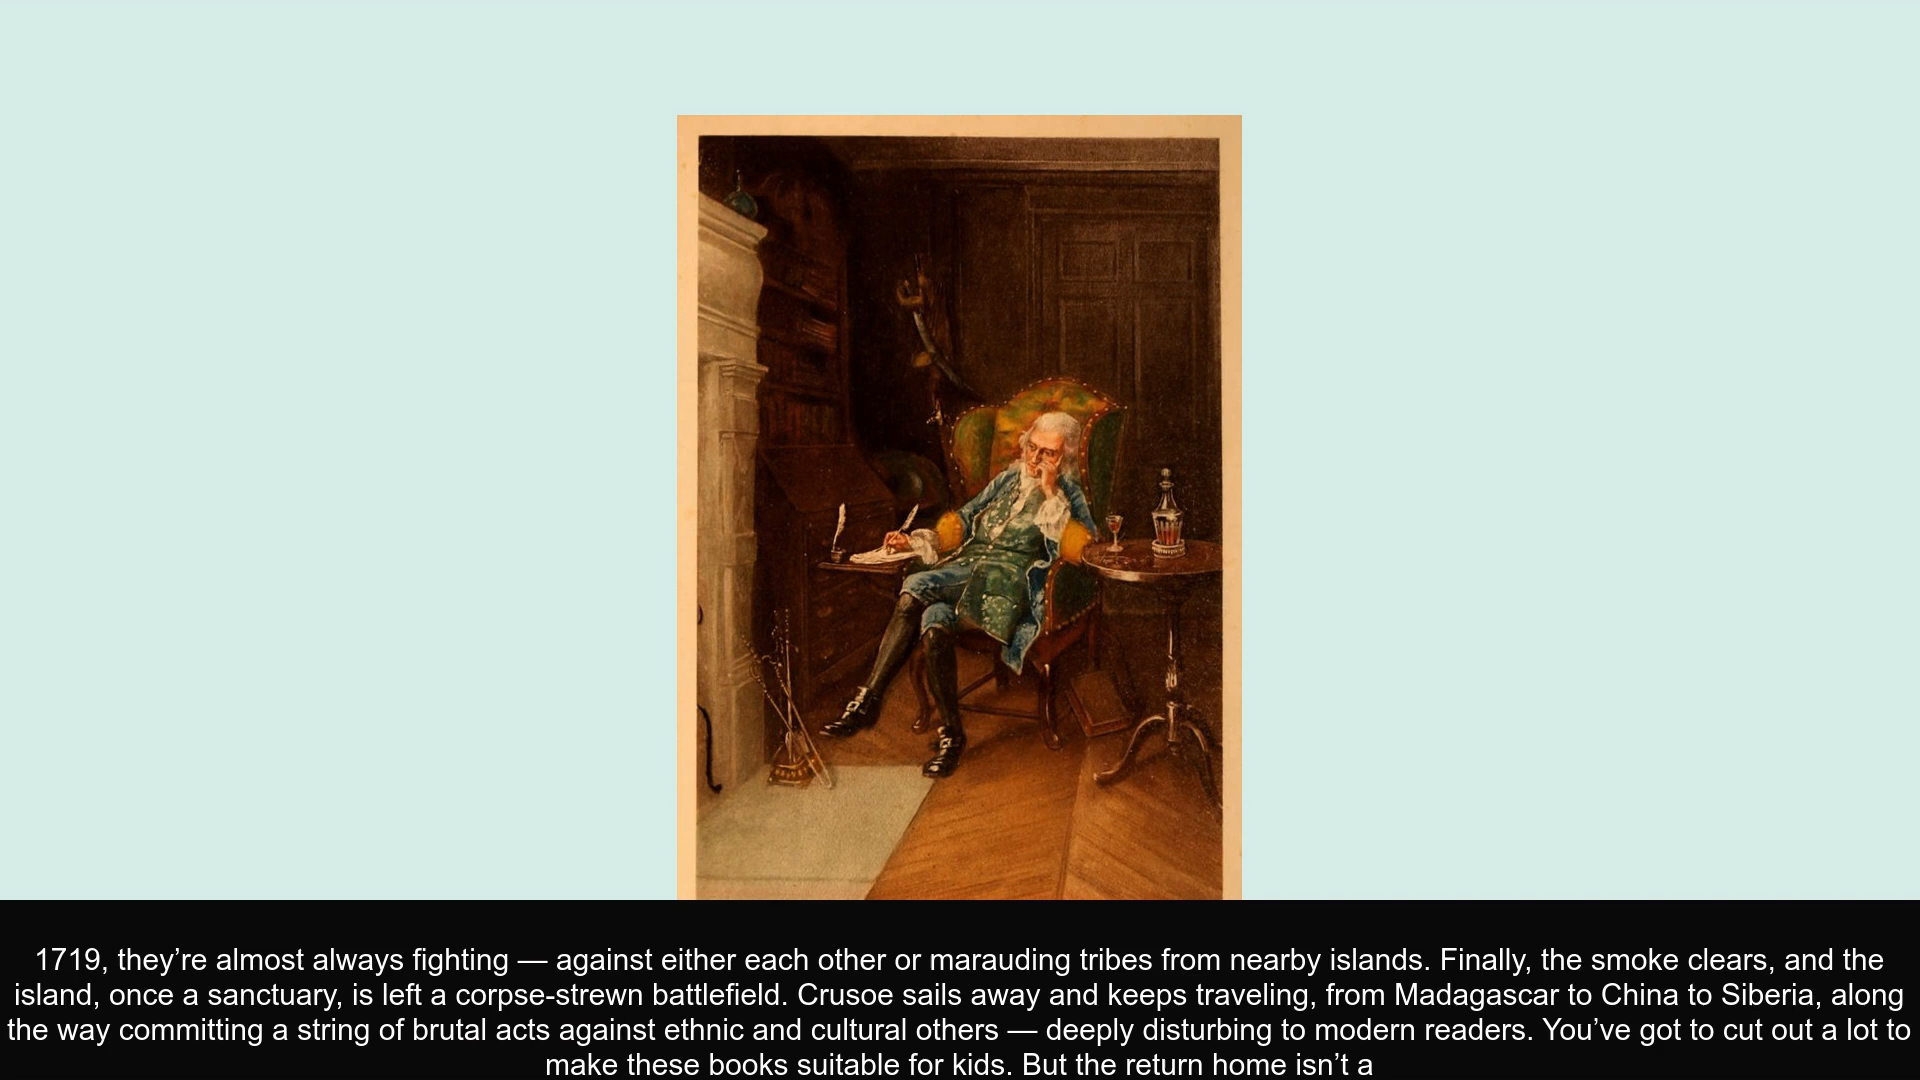 1719, they’re almost always fighting — against either each other or marauding tribes from nearby islands. Finally, the smoke clears, and the
island, once a sanctuary, is left a corpse-strewn battlefield. Crusoe sails away and keeps traveling, from Madagascar to China to Siberia, along
the way committing a string of brutal acts against ethnic and cultural others — deeply disturbing to modern readers. You’ve got to cut out a lot to
make these books suitable for kids. But the return home isn’t a